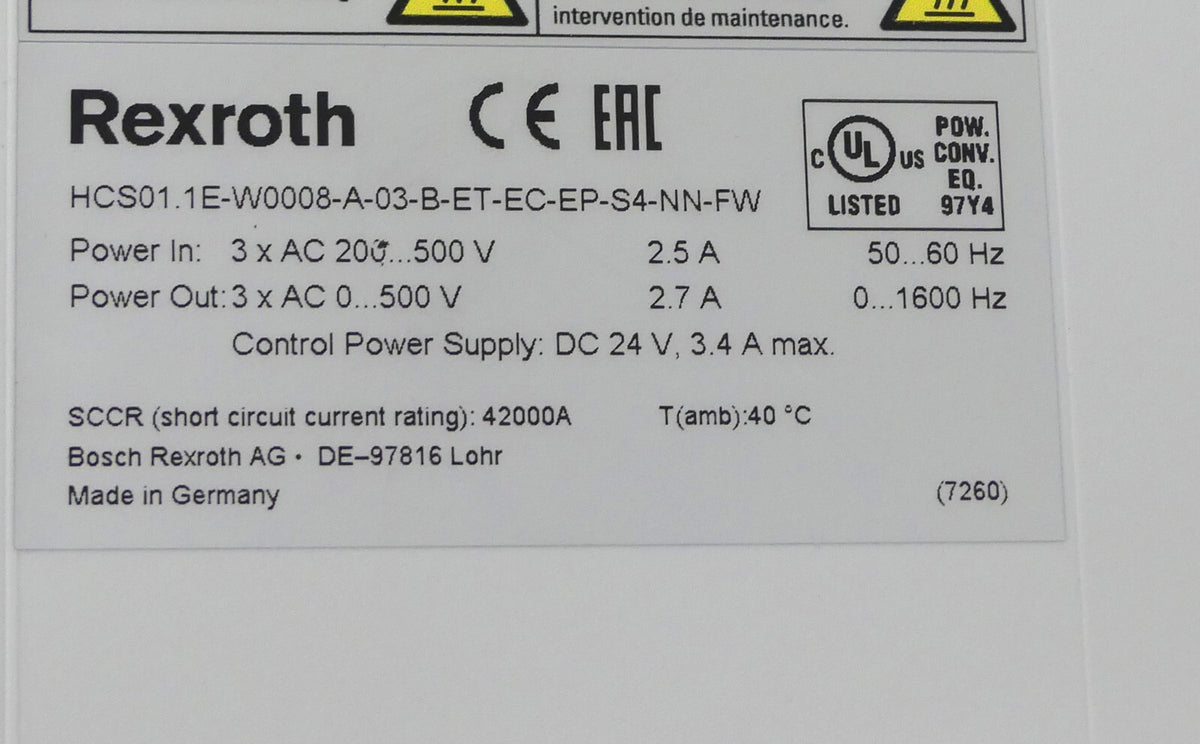 intervention de maintenance.
Rexroth
CE EAC
C UL US LISTED
POW.
CONV.
EQ.
97Y4
HCS01.1E-W0008-A-03-B-ET-EC-EP-S4-NN-FW
Power In: 3 x AC 200...500 V 2.5 A 50...60 Hz
Power Out: 3 x AC 0...500 V 2.7 A 0...1600 Hz
Control Power Supply: DC 24 V, 3.4 A max.
SCCR (short circuit current rating): 42000A T(amb):40 °C
Bosch Rexroth AG · DE–97816 Lohr
Made in Germany (7260)